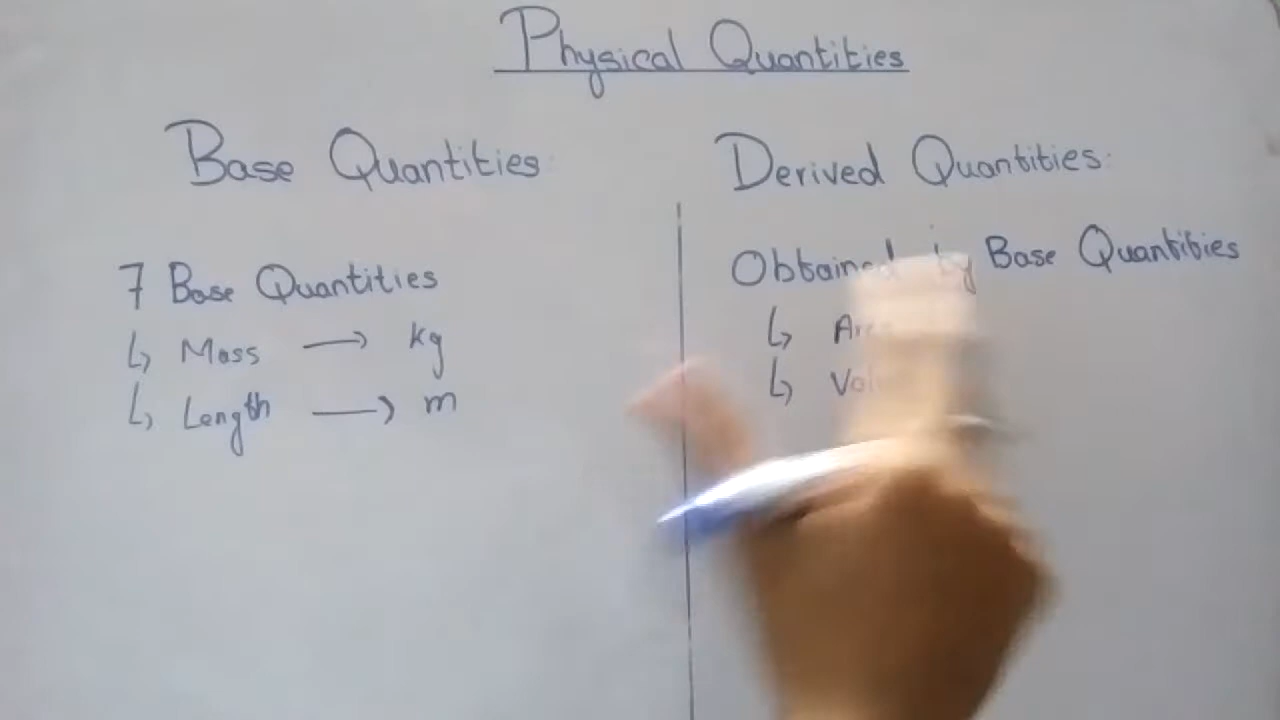 Physical Quantities
Base Quantities
7 Base Quantities
↳ Mass → kg
↳ Length → m
Derived Quantities:
Obtained by Base Quantities
↳
↳